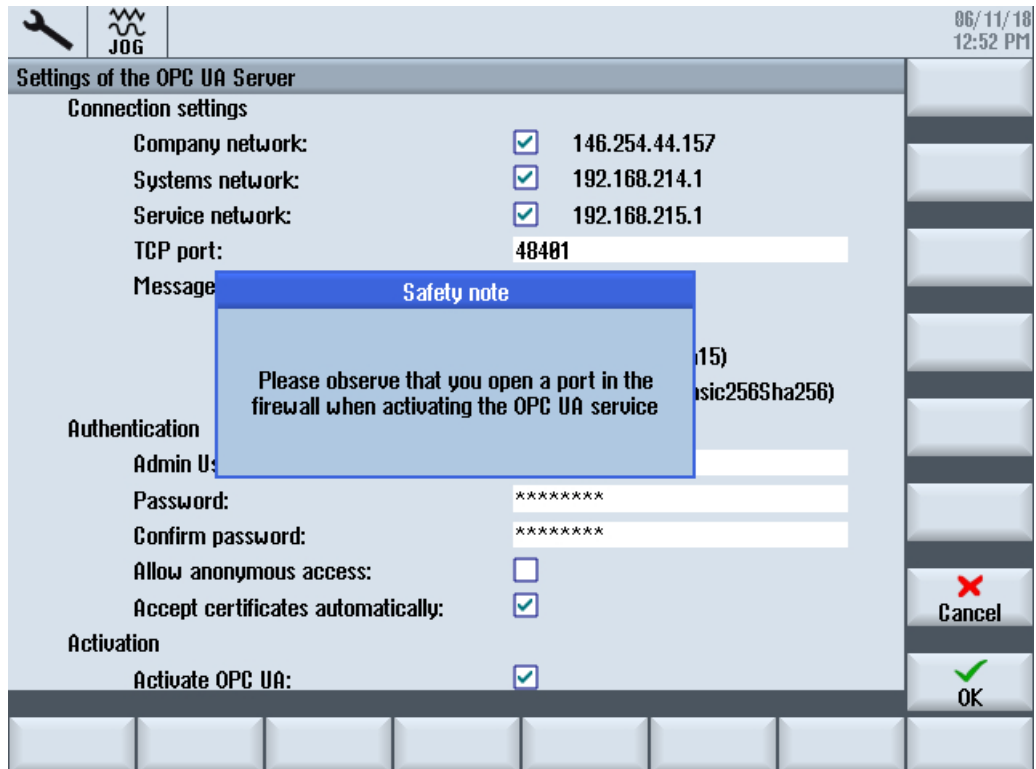 JOG
06/11/18
12:52 PM
Settings of the OPC UA Server
Connection settings
Company network: 146.254.44.157
Systems network: 192.168.214.1
Service network: 192.168.215.1
TCP port: 48401
Message
Safety note
15)
Please observe that you open a port in the
firewall when activating the OPC UA service
sic256Sha256)
Authentication
Admin Us
Password: ********
Confirm password: ********
Allow anonymous access:
Accept certificates automatically:
Cancel
Activation
Activate OPC UA:
OK